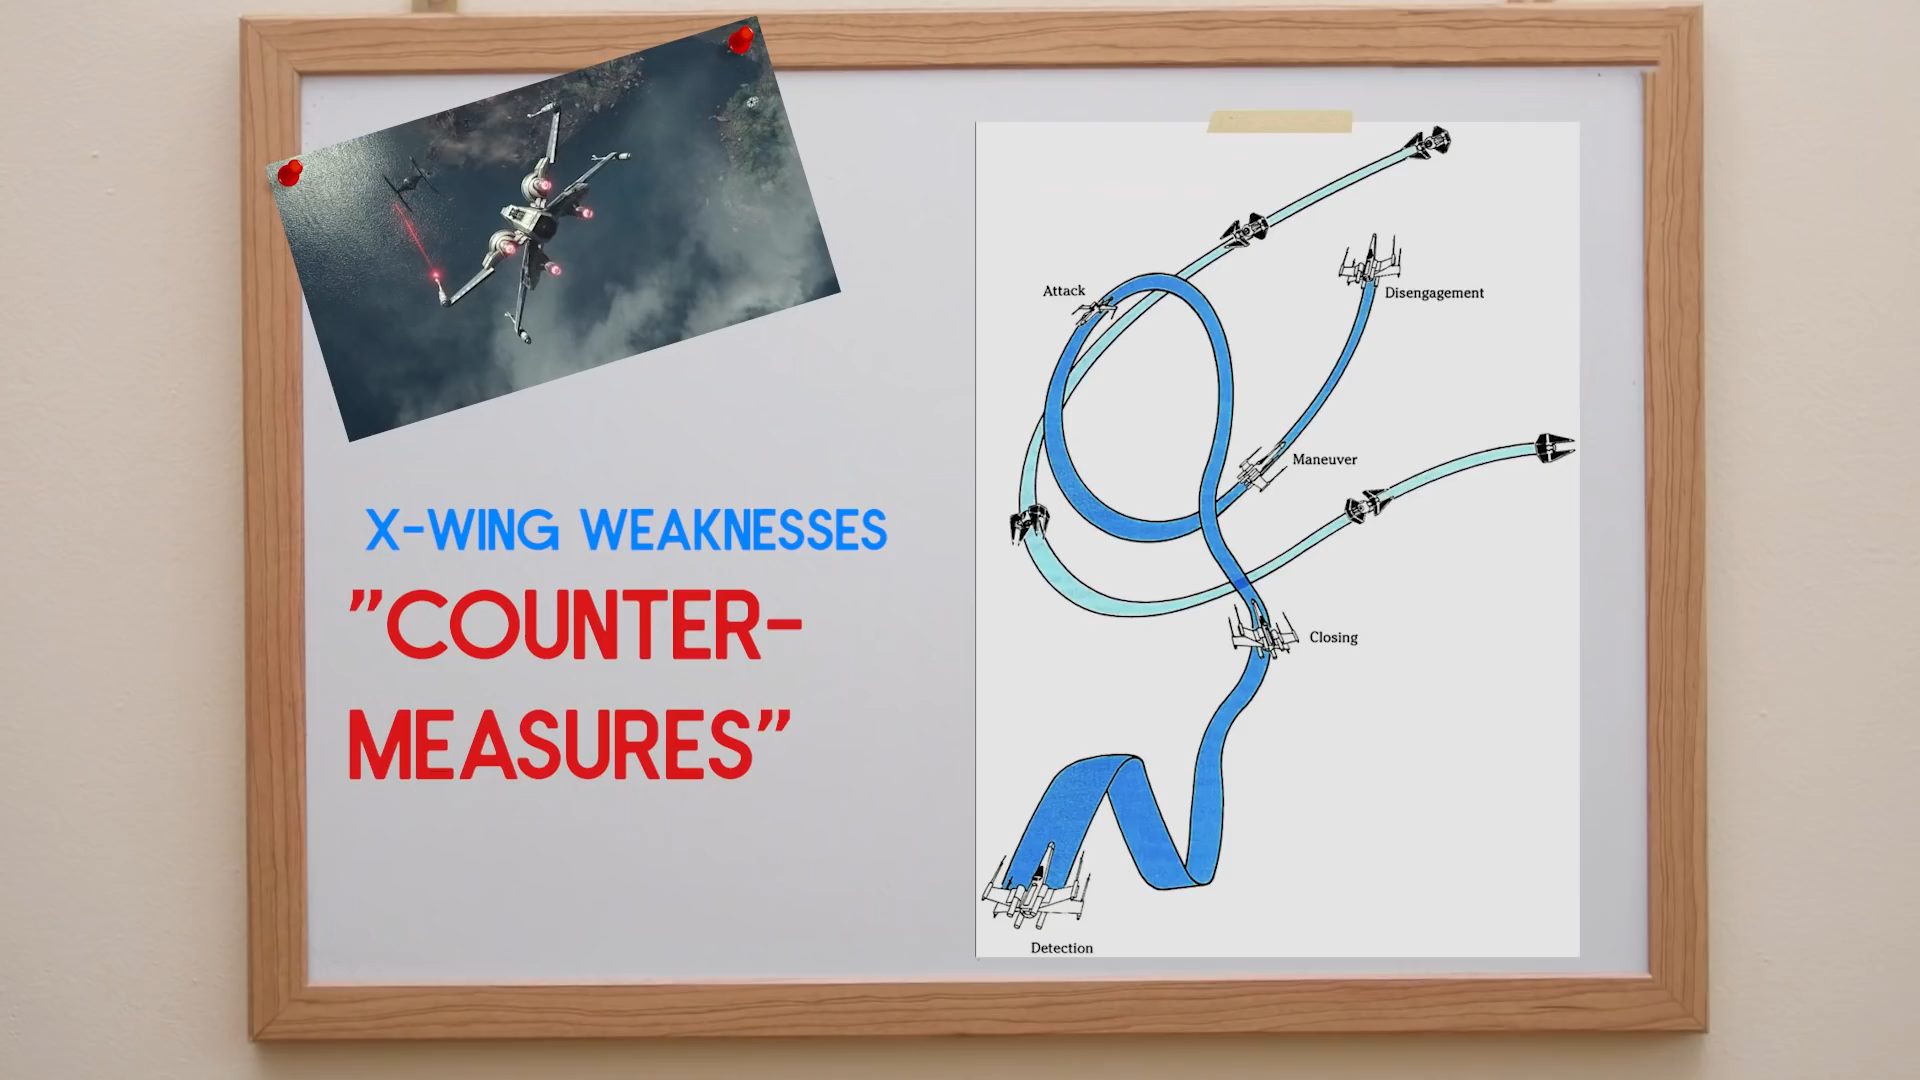 X-WING WEAKNESSES
"COUNTER-
MEASURES"
Attack
Disengagement
Maneuver
Closing
Detection